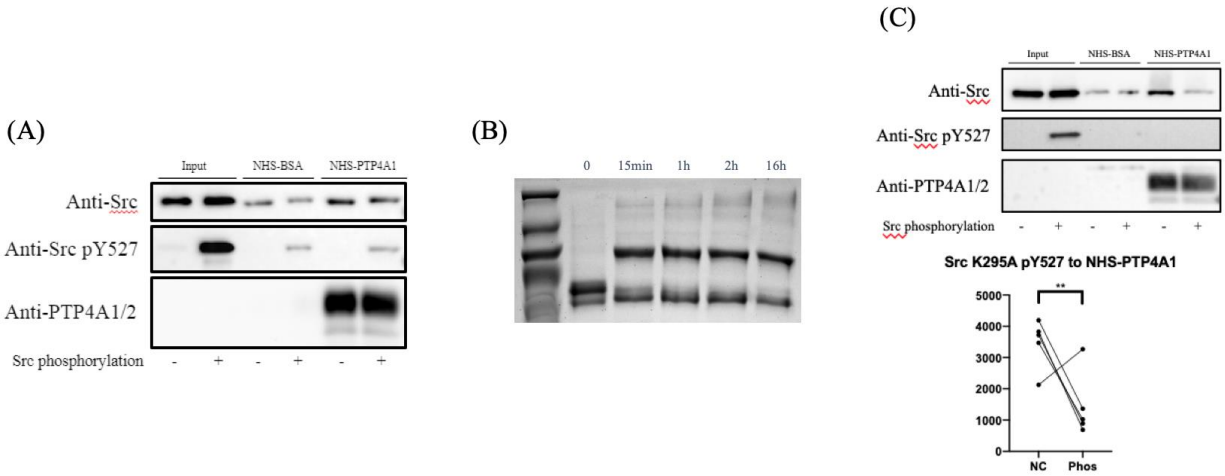 (A)
Input NHS-BSA NHS-PTP4A1
Anti-Src
Anti-Src pY527
Anti-PTP4A1/2
Src phosphorylation - + - + - +
(B)
0 15min 1h 2h 16h
(C)
Input NHS-BSA NHS-PTP4A1
Anti-Src
Anti-Src pY527
Anti-PTP4A1/2
Src phosphorylation - + - + - +
Src K295A pY527 to NHS-PTP4A1
**
5000
4000
3000
2000
1000
0
NC Phos